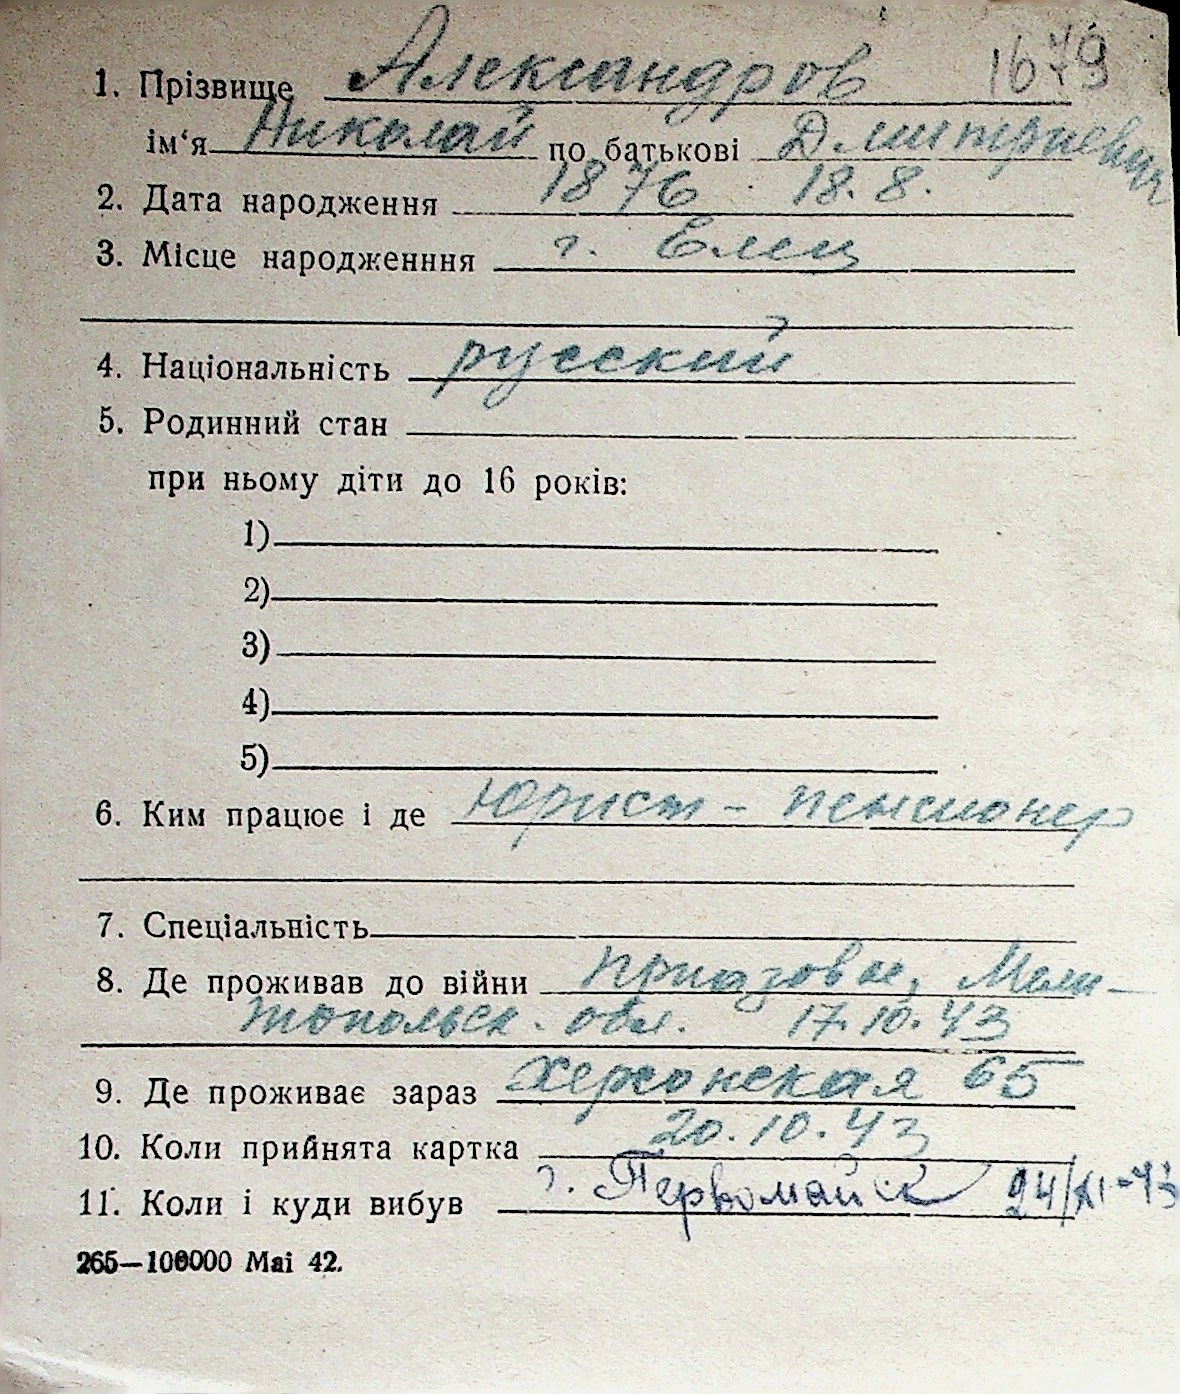 1679
1. Прізвище Александров
ім‘я Николай по батькові Дмитриевич
2. Дата народження 1876 18. 8.
3. Місце народженння г. Елец
4. Національність русский
5. Родинний стан
при ньому діти до 16 років:
1)
2)
3)
4)
5)
6. Ким працює і де Юрист - пенсионер
7. Спеціальність
8. Де проживав до війни Приазовье, Мели-
топольск. обл. 17.10.43
9. Де проживає зараз Херсонская 65
10. Коли прийнята картка 20.10.43
11. Коли і куди вибув г. Первомайск 24/XI-43
265—100000 Mai 42.